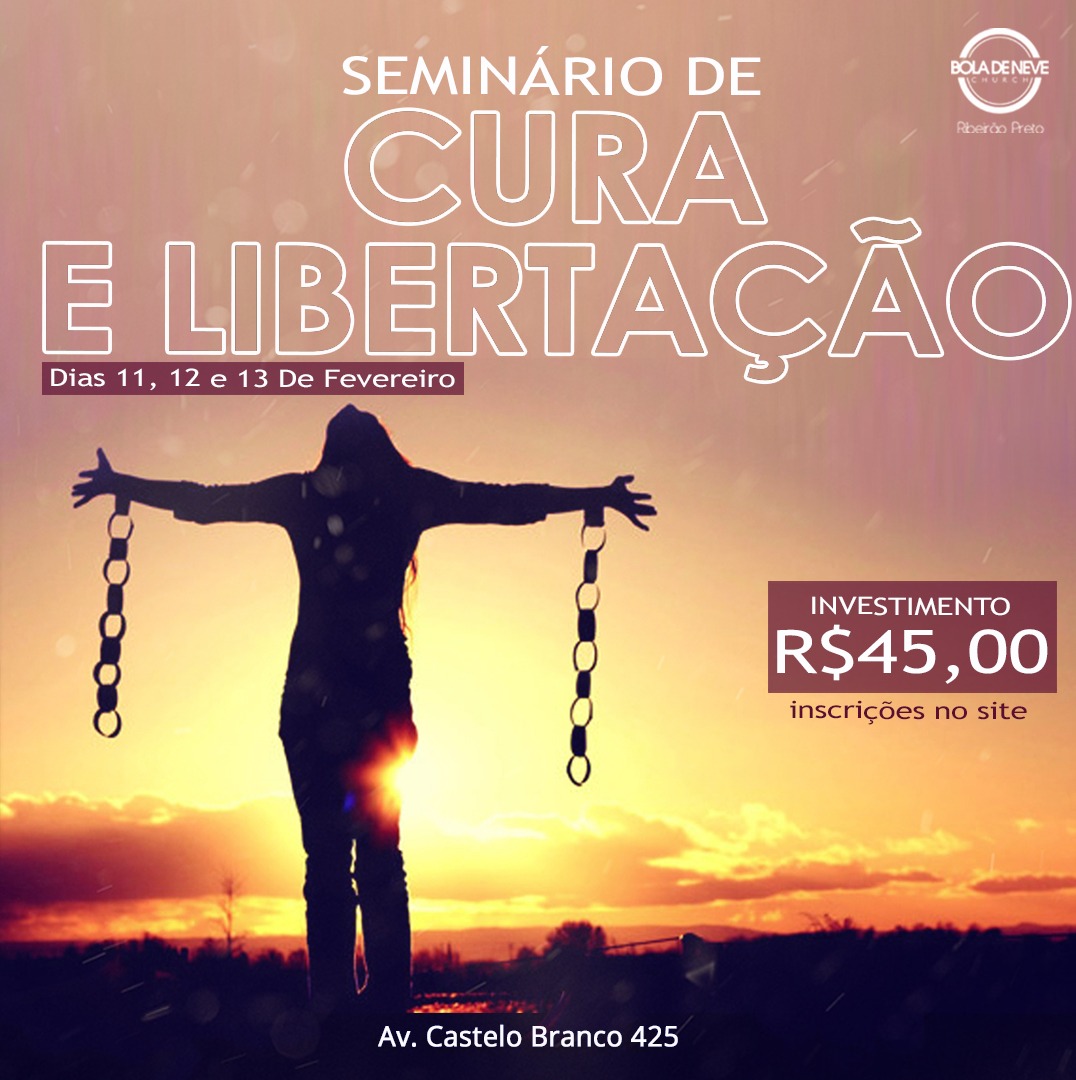 SEMINÁRIO DE
CURA
E LIBERTAÇÃO
Dias 11, 12 e 13 De Fevereiro
BOLA DE NEVE
CHURCH
Ribeirão Preto
INVESTIMENTO
R$45,00
inscrições no site
Av. Castelo Branco 425